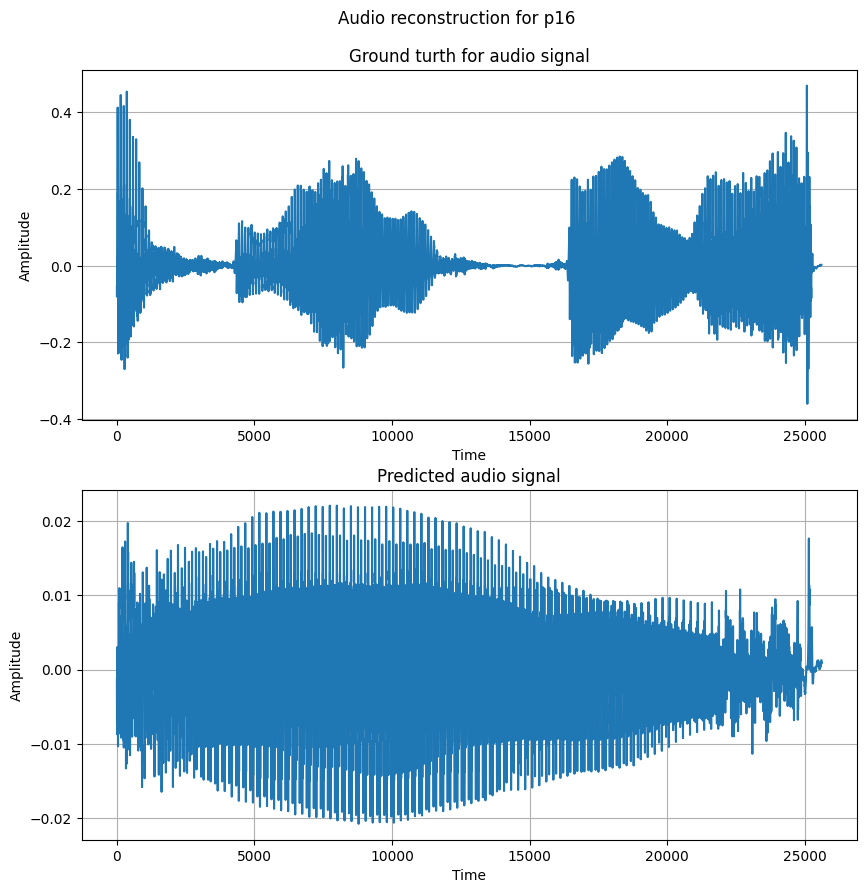 Audio reconstruction for p16
Ground turth for audio signal
0.4
0.2
0.0
−0.2
−0.4
Amplitude
0 5000 10000 15000 20000 25000
Time
Predicted audio signal
0.02
0.01
0.00
−0.01
−0.02
Amplitude
0 5000 10000 15000 20000 25000
Time